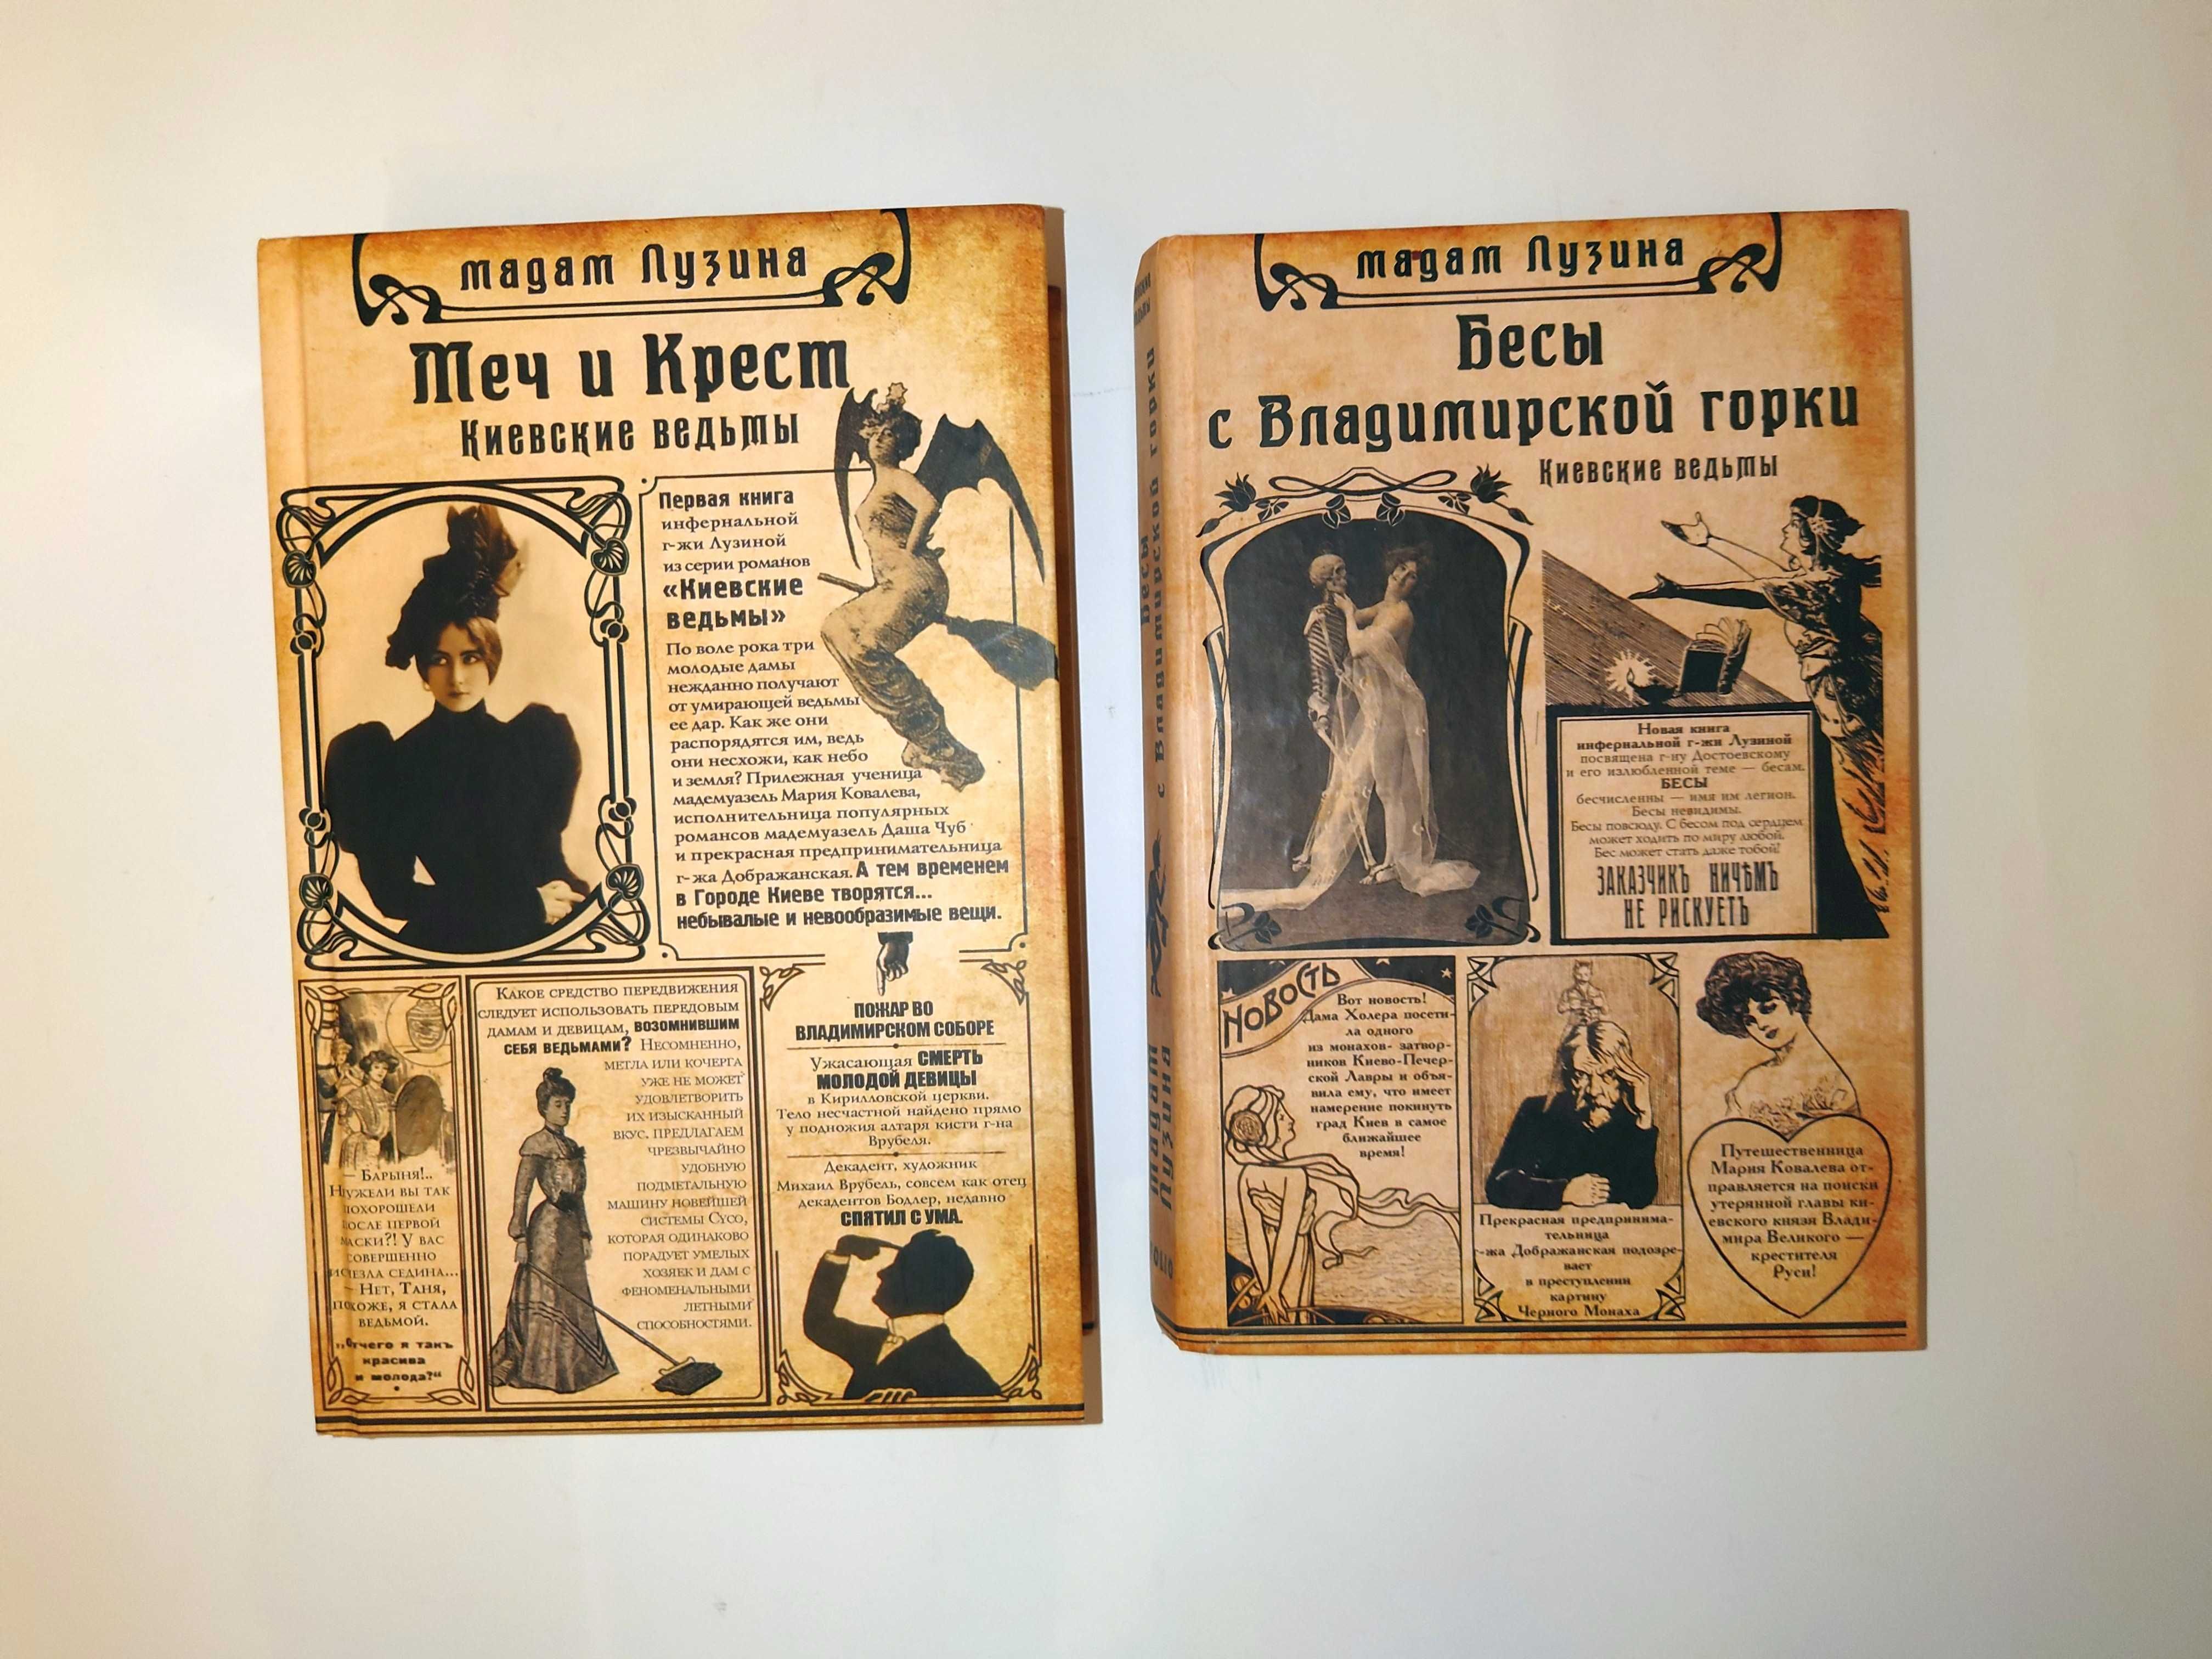 мадам Лузина
Меч и Крест
Киевские ведьмы
Первая книга
инфернальной
г-жи Лузиной
из серии романов
«Киевские
ведьмы»
По воле рока три
молодые дамы
нежданно получают
от умирающей ведьмы
ее дар. Как же они
распорядятся им, ведь
они несхожи, как небо
и земля? Прилежная ученица
мадемуазель Мария Ковалева,
исполнительница популярных
романсов мадемуазель Даша Чуб
и прекрасная предпринимательница
г-жа Дображанская. А тем временем
в Городе Киеве творятся...
небывалые и невообразимые вещи.
— Барыня!..
Неужели вы так
похорошели
после первой
маски?! У вас
совершенно
исчезла седина...
— Нет, Таня,
похоже, я стала
ведьмой.
„Отчего я такъ
красива
и молода?“
Какое средство передвижения
следует использовать передовым
дамам и девицам, возомнившим
себя ведьмами? Несомненно,
метла или кочерга
уже не может
удовлетворить
их изысканный
вкус. Предлагаем
чрезвычайно
удобную
подметальную
машину новейшей
системы Сусо,
которая одинаково
порадует умелых
хозяек и дам с
феноменальными
летными
способностями.
ПОЖАР ВО
ВЛАДИМИРСКОМ СОБОРЕ
Ужасающая СМЕРТЬ
МОЛОДОЙ ДЕВИЦЫ
в Кирилловской церкви.
Тело несчастной найдено прямо
у подножия алтаря кисти г-на
Врубеля.
Декадент, художник
Михаил Врубель, совсем как отец
декадентов Бодлер, недавно
СПЯТИЛ С УМА.
мадам Лузина
Бесы
с Владимирской горки
Киевские ведьмы
Новая книга
инфернальной г-жи Лузиной
посвящена г-ну Достоевскому
и его излюбленной теме — бесам.
БЕСЫ
бесчисленны — имя им легион.
Бесы невидимы.
Бесы повсюду. С бесом под сердцем
может ходить по миру любой.
Бес может стать даже тобой!
ЗАКАЗЧИКЪ НИЧѢМЪ
НЕ РИСКУЕТЪ
НОВОСТЬ
Вот новость!
Дама Холера посети-
ла одного
из монахов- затвор-
ников Киево-Печер-
ской Лавры и объя-
вила ему, что имеет
намерение покинуть
град Киев в самое
ближайшее
время!
Прекрасная предпринима-
тельница
г-жа Дображанская подозре-
вает
в преступлении
картину
Черного Монаха
Путешественница
Мария Ковалева от-
правляется на поиски
утерянной главы ки-
евского князя Влади-
мира Великого —
крестителя
Руси!
Бесы
с Владимирской горки
мадам
Лузина